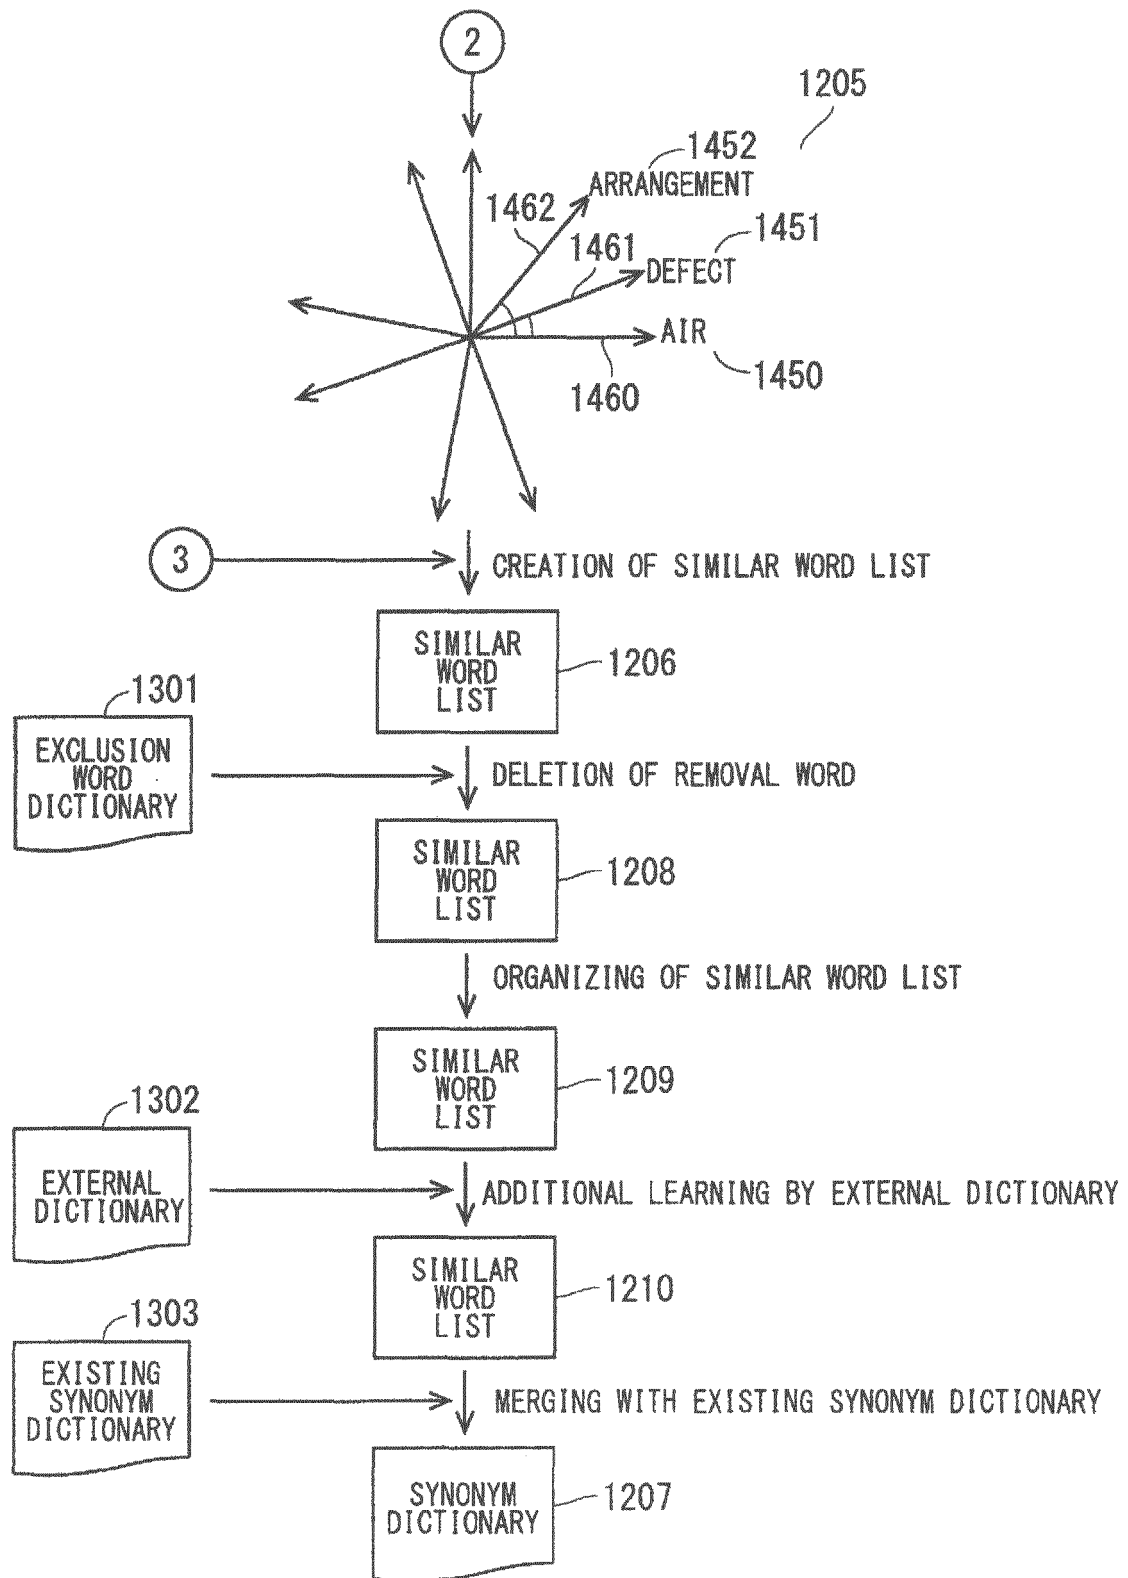 2
1205
1452
ARRANGEMENT
1462
1451
1461
DEFECT
AIR
1450
1460
3
CREATION OF SIMILAR WORD LIST
SIMILAR
WORD
LIST
1206
1301
EXCLUSION
WORD
DICTIONARY
DELETION OF REMOVAL WORD
SIMILAR
WORD
LIST
1208
ORGANIZING OF SIMILAR WORD LIST
SIMILAR
WORD
LIST
1209
1302
EXTERNAL
DICTIONARY
ADDITIONAL LEARNING BY EXTERNAL DICTIONARY
SIMILAR
WORD
LIST
1210
1303
EXISTING
SYNONYM
DICTIONARY
MERGING WITH EXISTING SYNONYM DICTIONARY
SYNONYM
DICTIONARY
1207